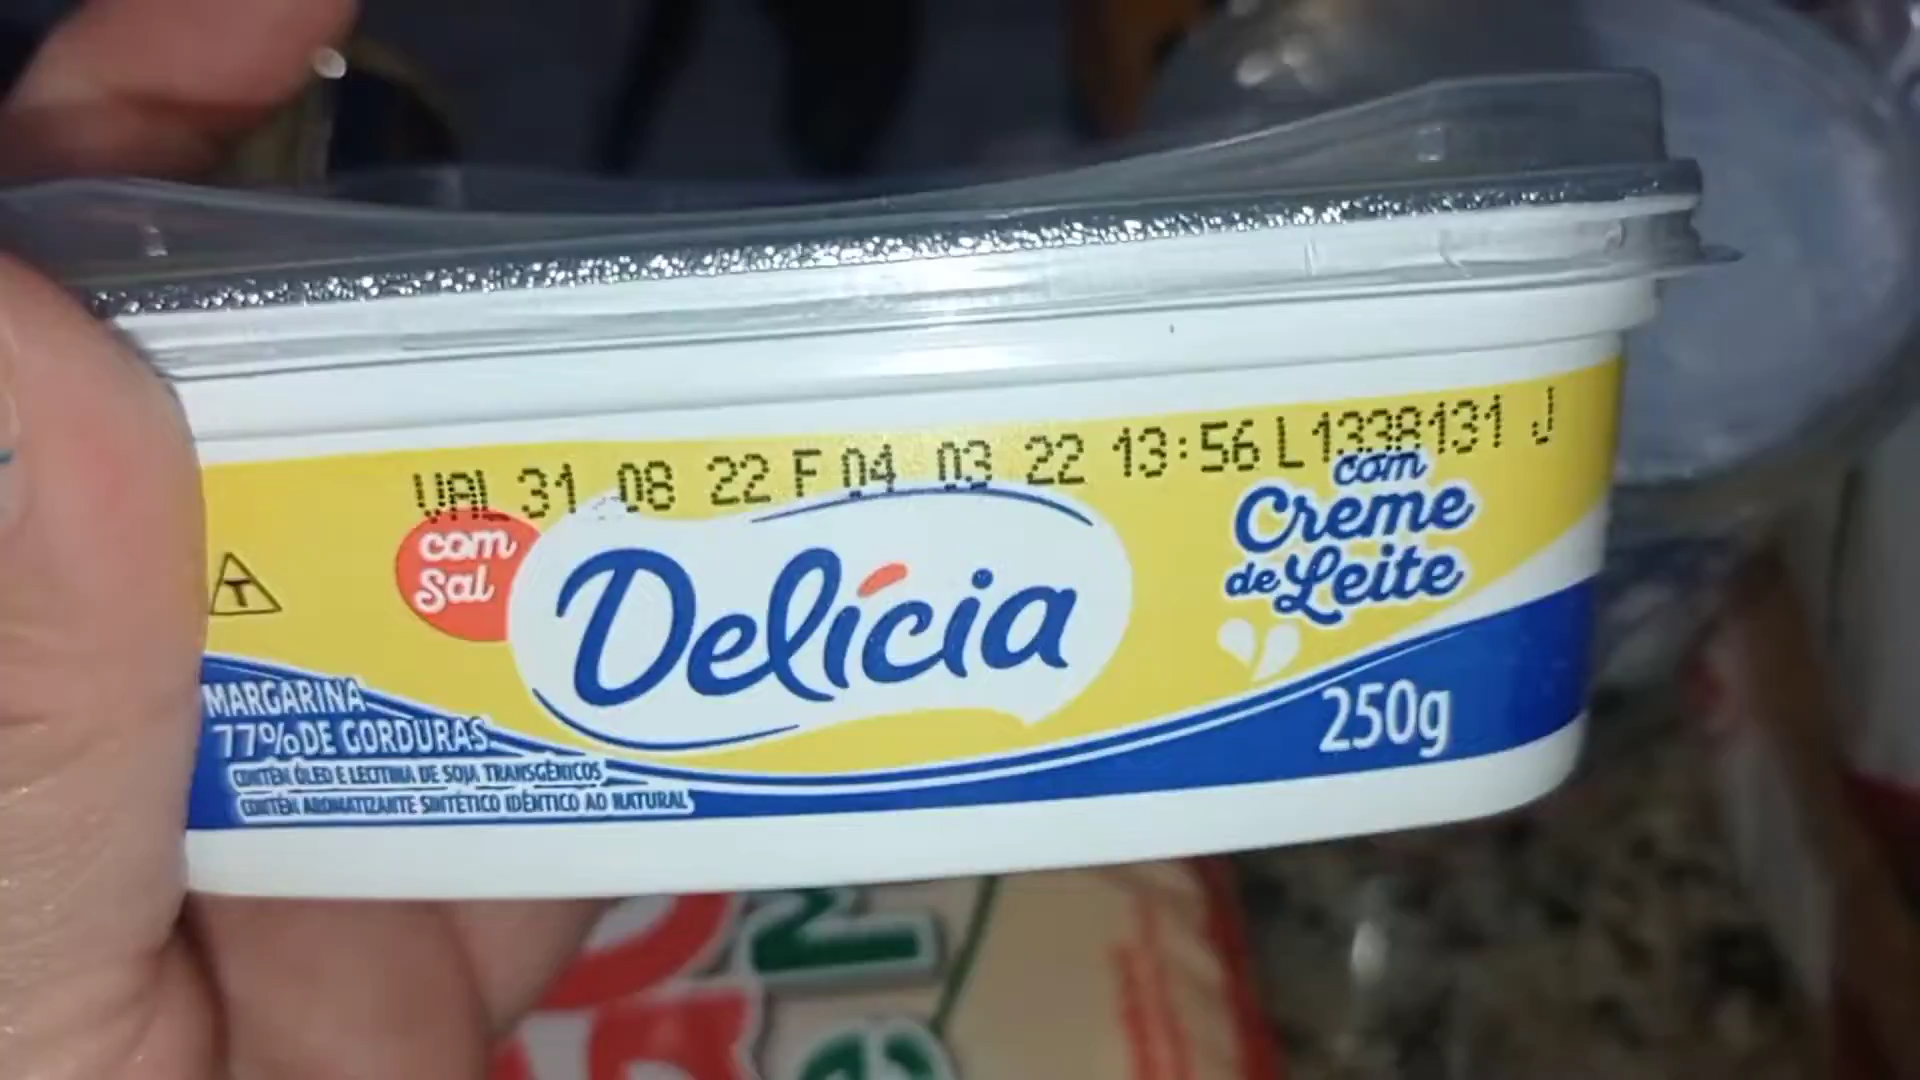 VAL 31 08 22 F 04 03 22 13:56 L1338131 J
com
Sal
Delícia
com
Creme
de Leite
T
MARGARINA
77% DE GORDURAS
CONTÉM ÓLEO E LECITINA DE SOJA TRANSGÊNICOS
CONTÉM AROMATIZANTE SINTÉTICO IDÊNTICO AO NATURAL
250g